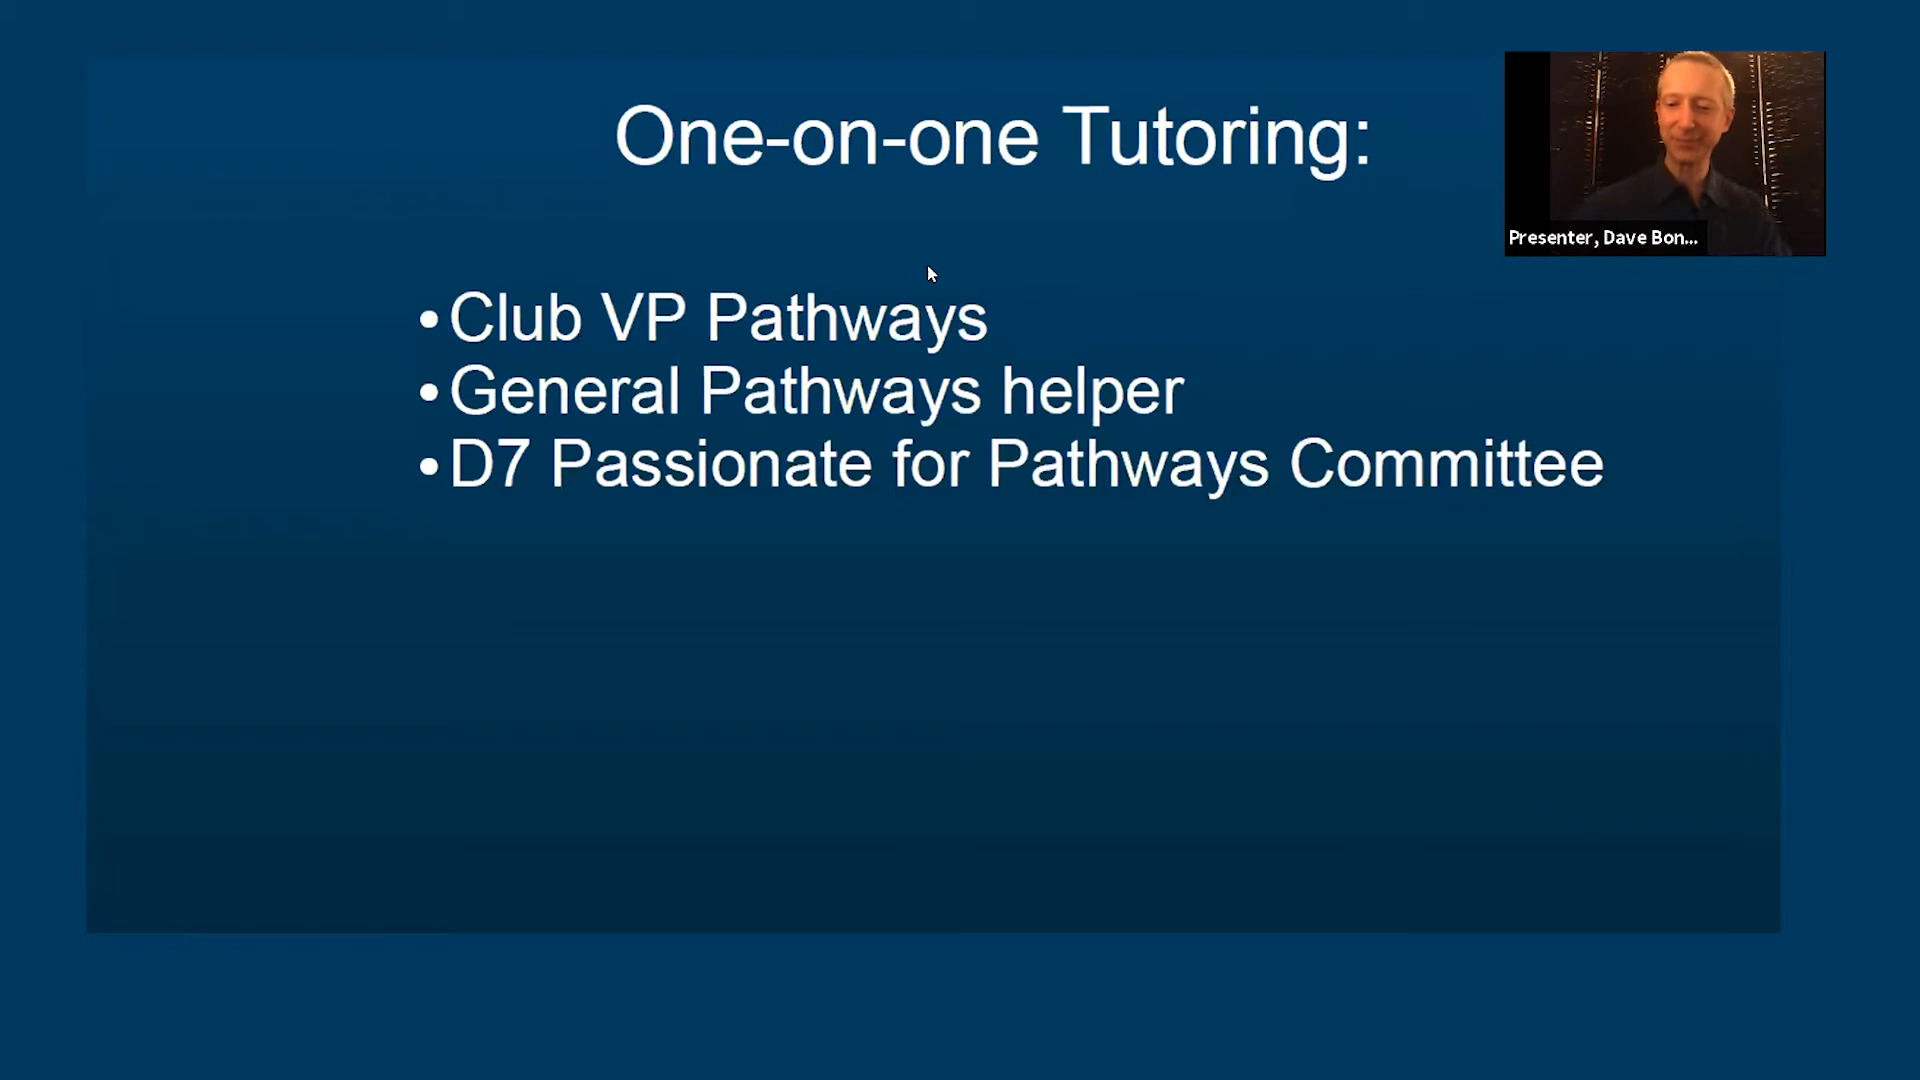 One-on-one Tutoring:
Presenter, Dave Bon...
• Club VP Pathways
• General Pathways helper
• D7 Passionate for Pathways Committee